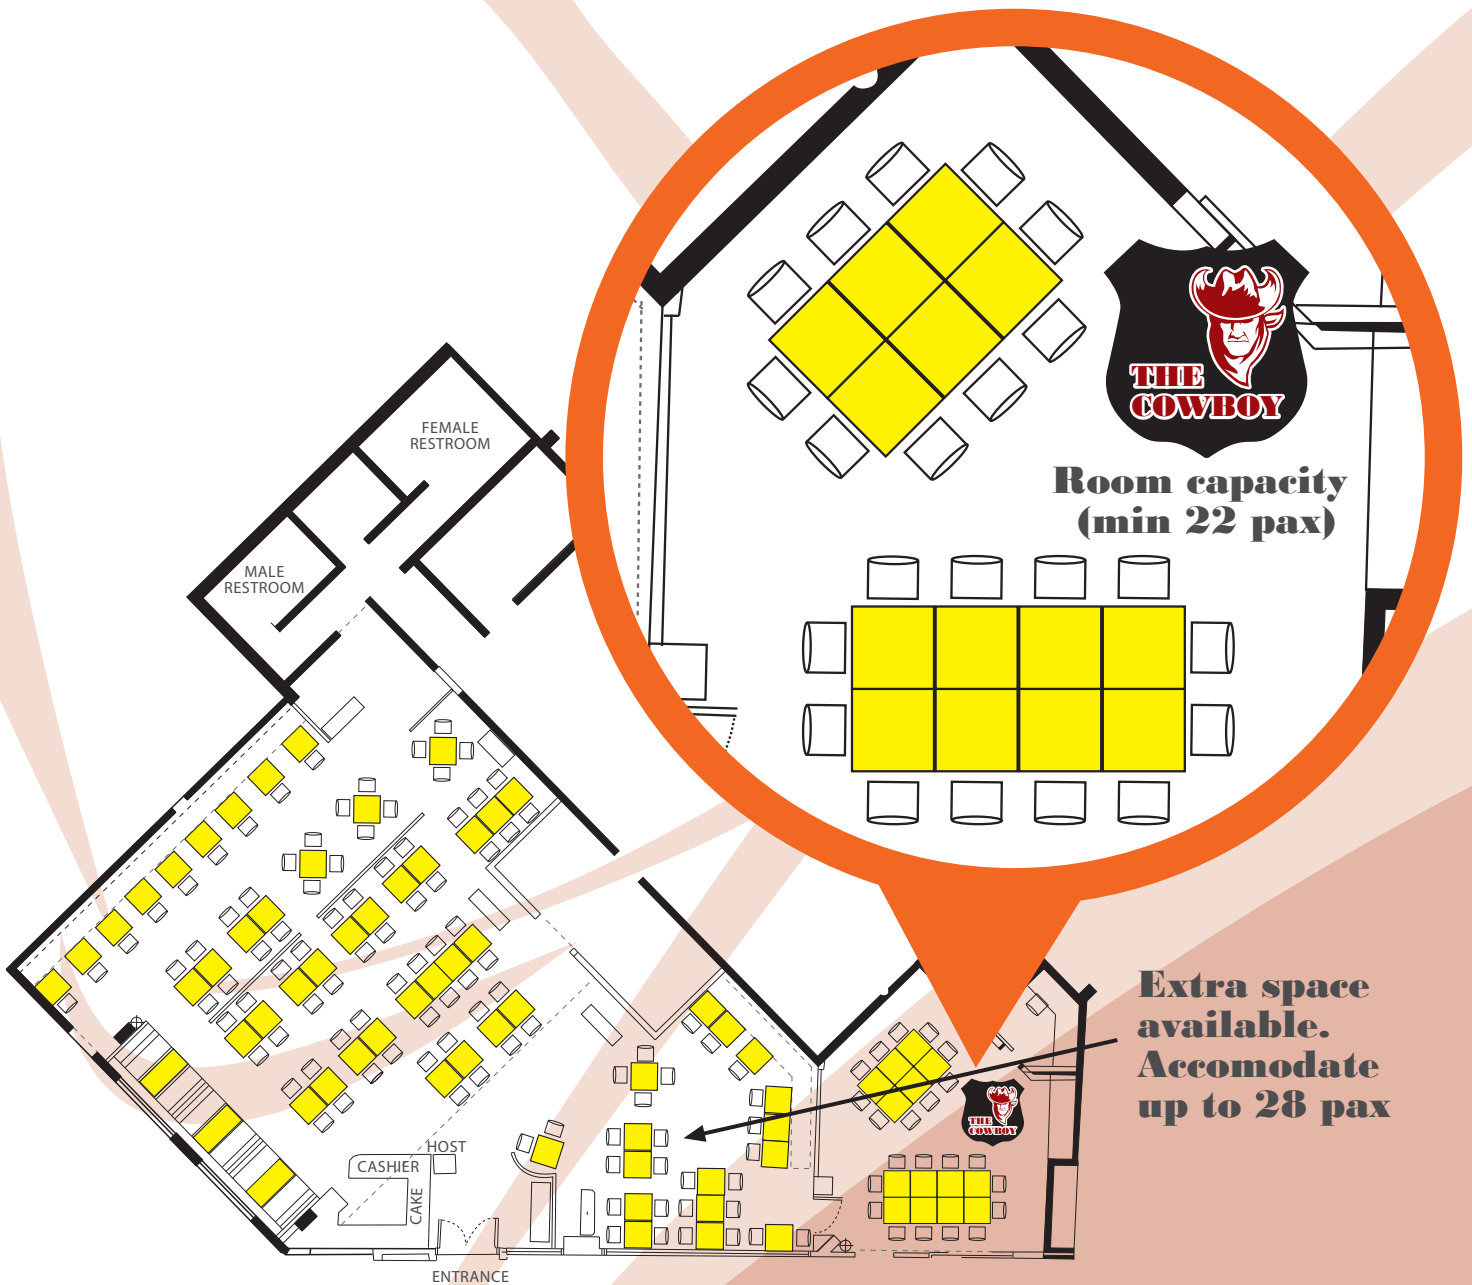 THE
COWBOY
Room capacity
(min 22 pax)
FEMALE
RESTROOM
MALE
RESTROOM
Extra space
available.
Accomodate
up to 28 pax
THE
COWBOY
HOST
CASHIER
CAKE
ENTRANCE